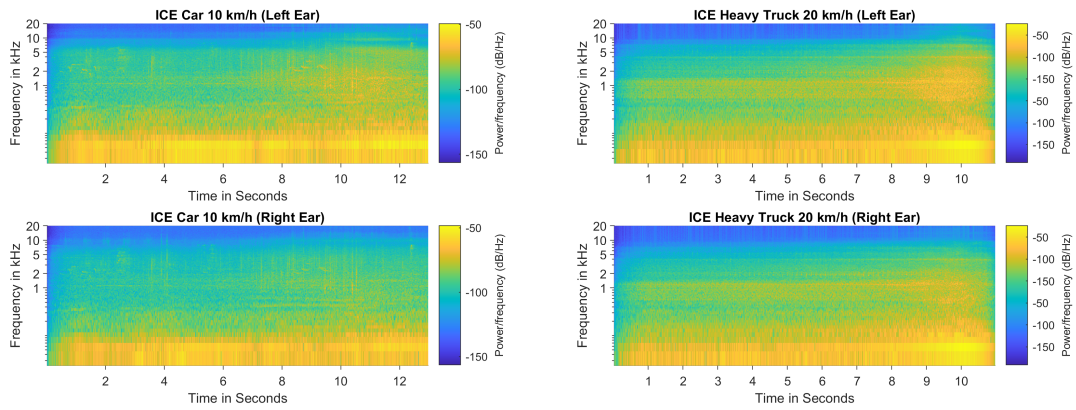 ICE Car 10 km/h (Left Ear)
20
10
5
2
1
Frequency in kHz
2 4 6 8 10 12
Time in Seconds
-50
-100
-150
Power/frequency (dB/Hz)
ICE Heavy Truck 20 km/h (Left Ear)
20
10
5
2
1
Frequency in kHz
1 2 3 4 5 6 7 8 9 10
Time in Seconds
-50
-100
-150
-50
-100
-150
Power/frequency (dB/Hz)
ICE Car 10 km/h (Right Ear)
20
10
5
2
1
Frequency in kHz
2 4 6 8 10 12
Time in Seconds
-50
-100
-150
Power/frequency (dB/Hz)
ICE Heavy Truck 20 km/h (Right Ear)
20
10
5
2
1
Frequency in kHz
1 2 3 4 5 6 7 8 9 10
Time in Seconds
-50
-100
-50
-100
-150
Power/frequency (dB/Hz)